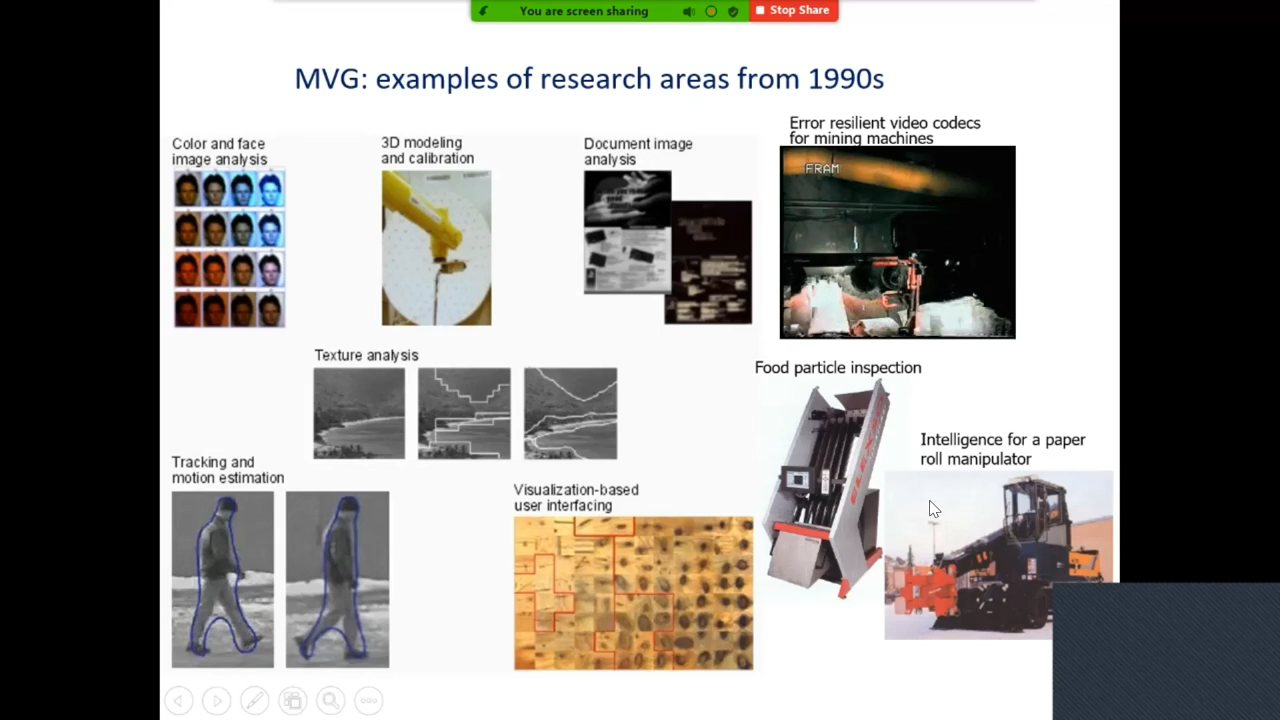 You are screen sharing
Stop Share
MVG: examples of research areas from 1990s
Color and face
image analysis
3D modeling
and calibration
Document image
analysis
Error resilient video codecs
for mining machines
FRAM
Texture analysis
Food particle inspection
Intelligence for a paper
roll manipulator
Tracking and
motion estimation
Visualization-based
user interfacing